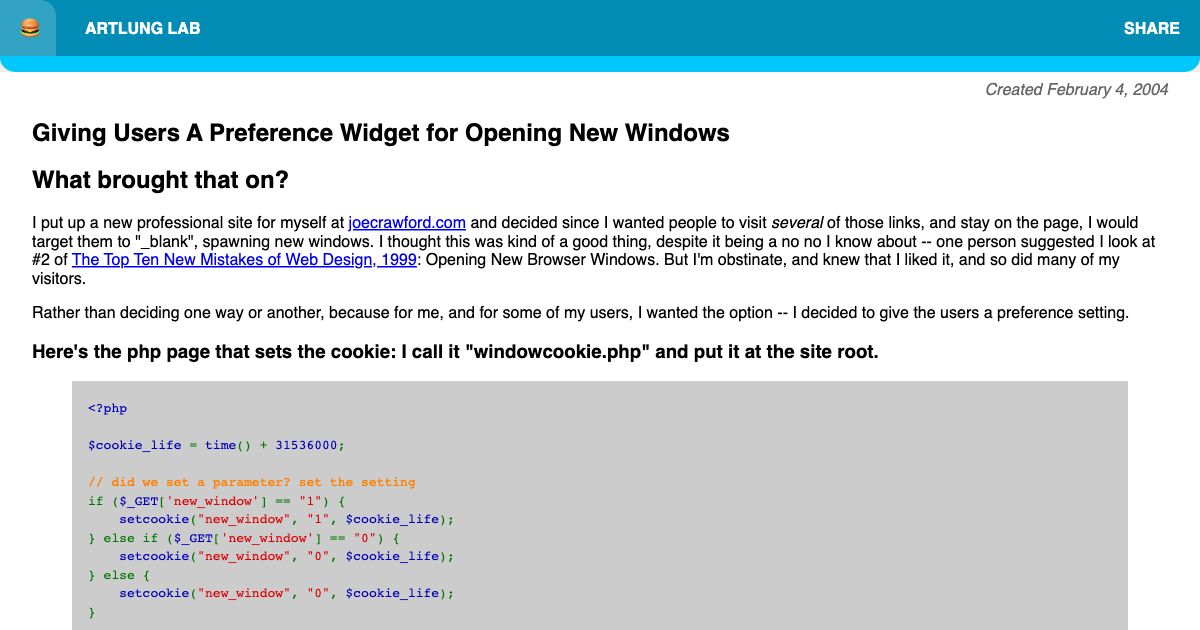 ARTLUNG LAB
SHARE
Created February 4, 2004
Giving Users A Preference Widget for Opening New Windows
What brought that on?
I put up a new professional site for myself at joecrawford.com and decided since I wanted people to visit several of those links, and stay on the page, I would
target them to "_blank", spawning new windows. I thought this was kind of a good thing, despite it being a no no I know about -- one person suggested I look at
#2 of The Top Ten New Mistakes of Web Design, 1999: Opening New Browser Windows. But I'm obstinate, and knew that I liked it, and so did many of my
visitors.
Rather than deciding one way or another, because for me, and for some of my users, I wanted the option -- I decided to give the users a preference setting.
Here's the php page that sets the cookie: I call it "windowcookie.php" and put it at the site root.
<?php
$cookie_life = time() + 31536000;
// did we set a parameter? set the setting
if ($_GET['new_window'] == "1") {
    setcookie("new_window", "1", $cookie_life);
} else if ($_GET['new_window'] == "0") {
    setcookie("new_window", "0", $cookie_life);
} else {
    setcookie("new_window", "0", $cookie_life);
}